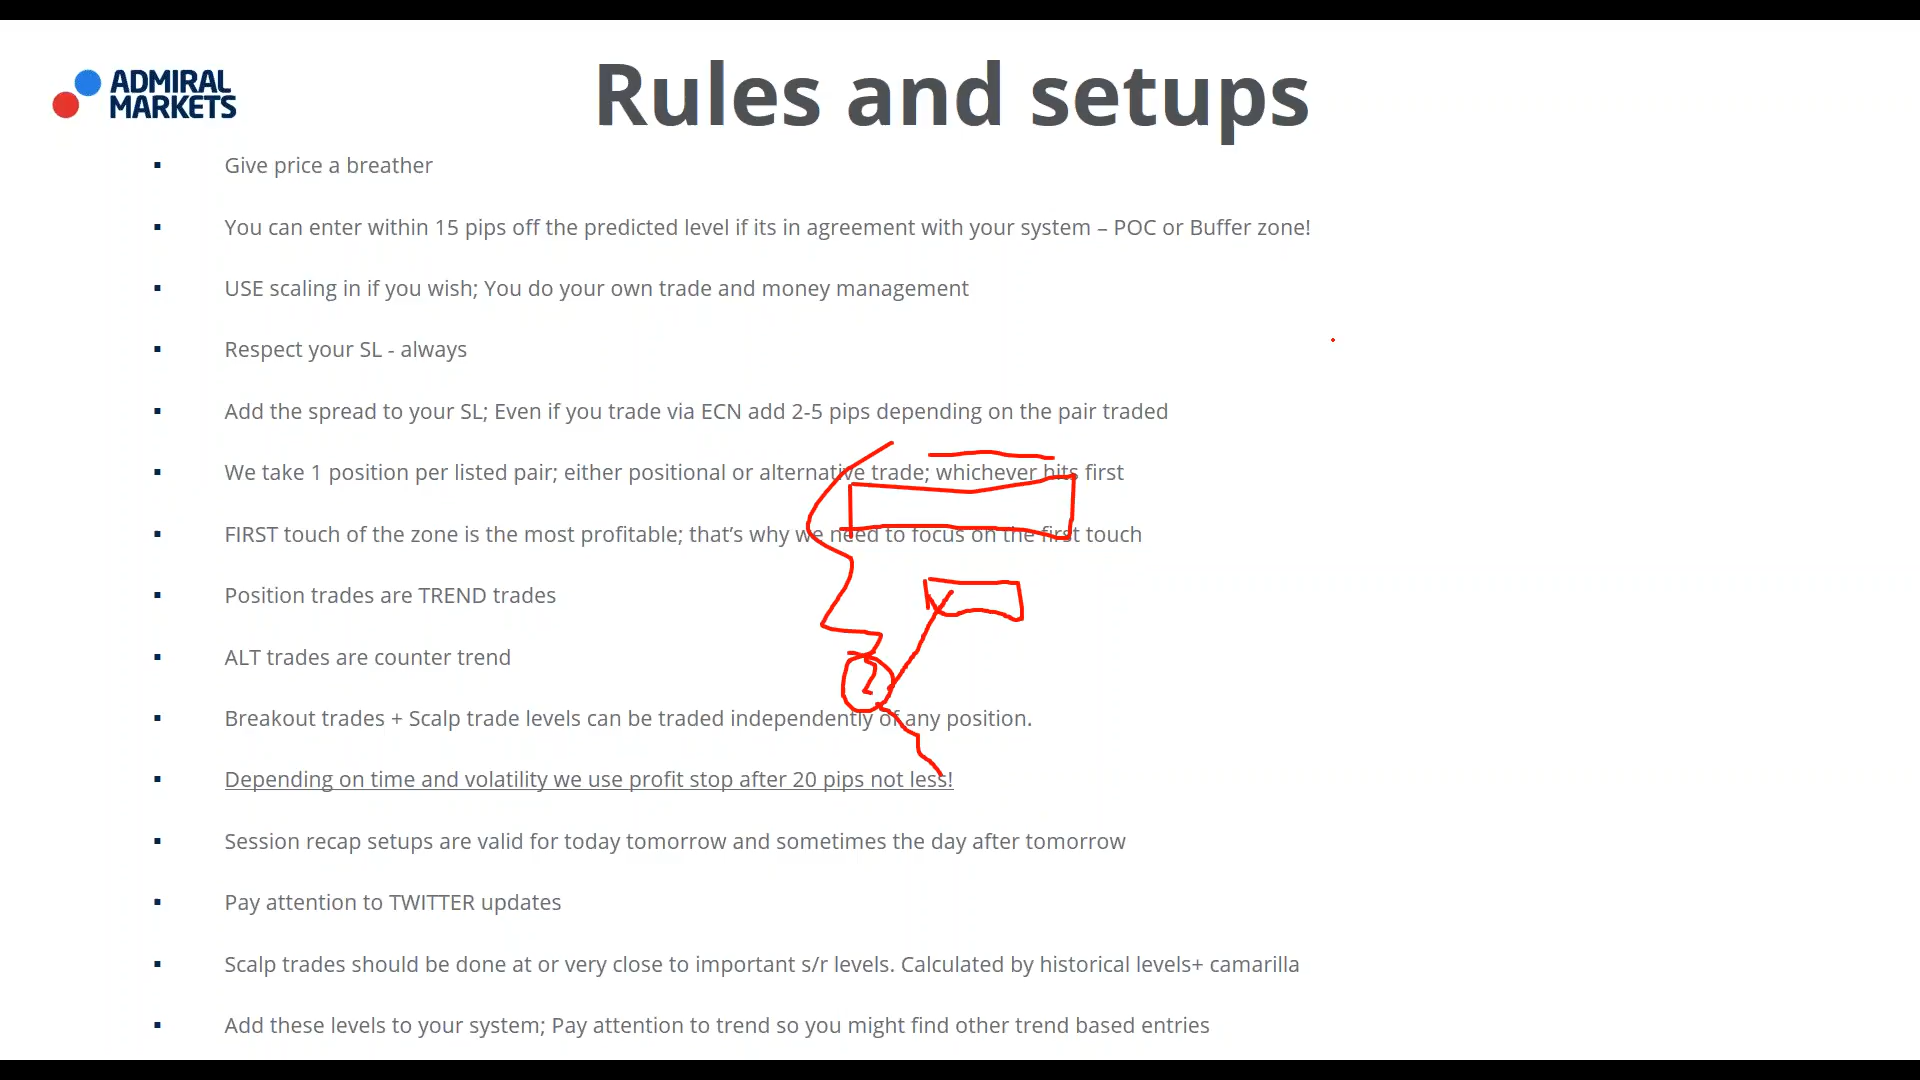 ADMIRAL
MARKETS
Rules and setups
▪ Give price a breather
▪ You can enter within 15 pips off the predicted level if its in agreement with your system – POC or Buffer zone!
▪ USE scaling in if you wish; You do your own trade and money management
▪ Respect your SL - always
▪ Add the spread to your SL; Even if you trade via ECN add 2-5 pips depending on the pair traded
▪ We take 1 position per listed pair; either positional or alternative trade; whichever hits first
▪ FIRST touch of the zone is the most profitable; that’s why we need to focus on the first touch
▪ Position trades are TREND trades
▪ ALT trades are counter trend
▪ Breakout trades + Scalp trade levels can be traded independently of any position.
▪ Depending on time and volatility we use profit stop after 20 pips not less!
▪ Session recap setups are valid for today tomorrow and sometimes the day after tomorrow
▪ Pay attention to TWITTER updates
▪ Scalp trades should be done at or very close to important s/r levels. Calculated by historical levels+ camarilla
▪ Add these levels to your system; Pay attention to trend so you might find other trend based entries